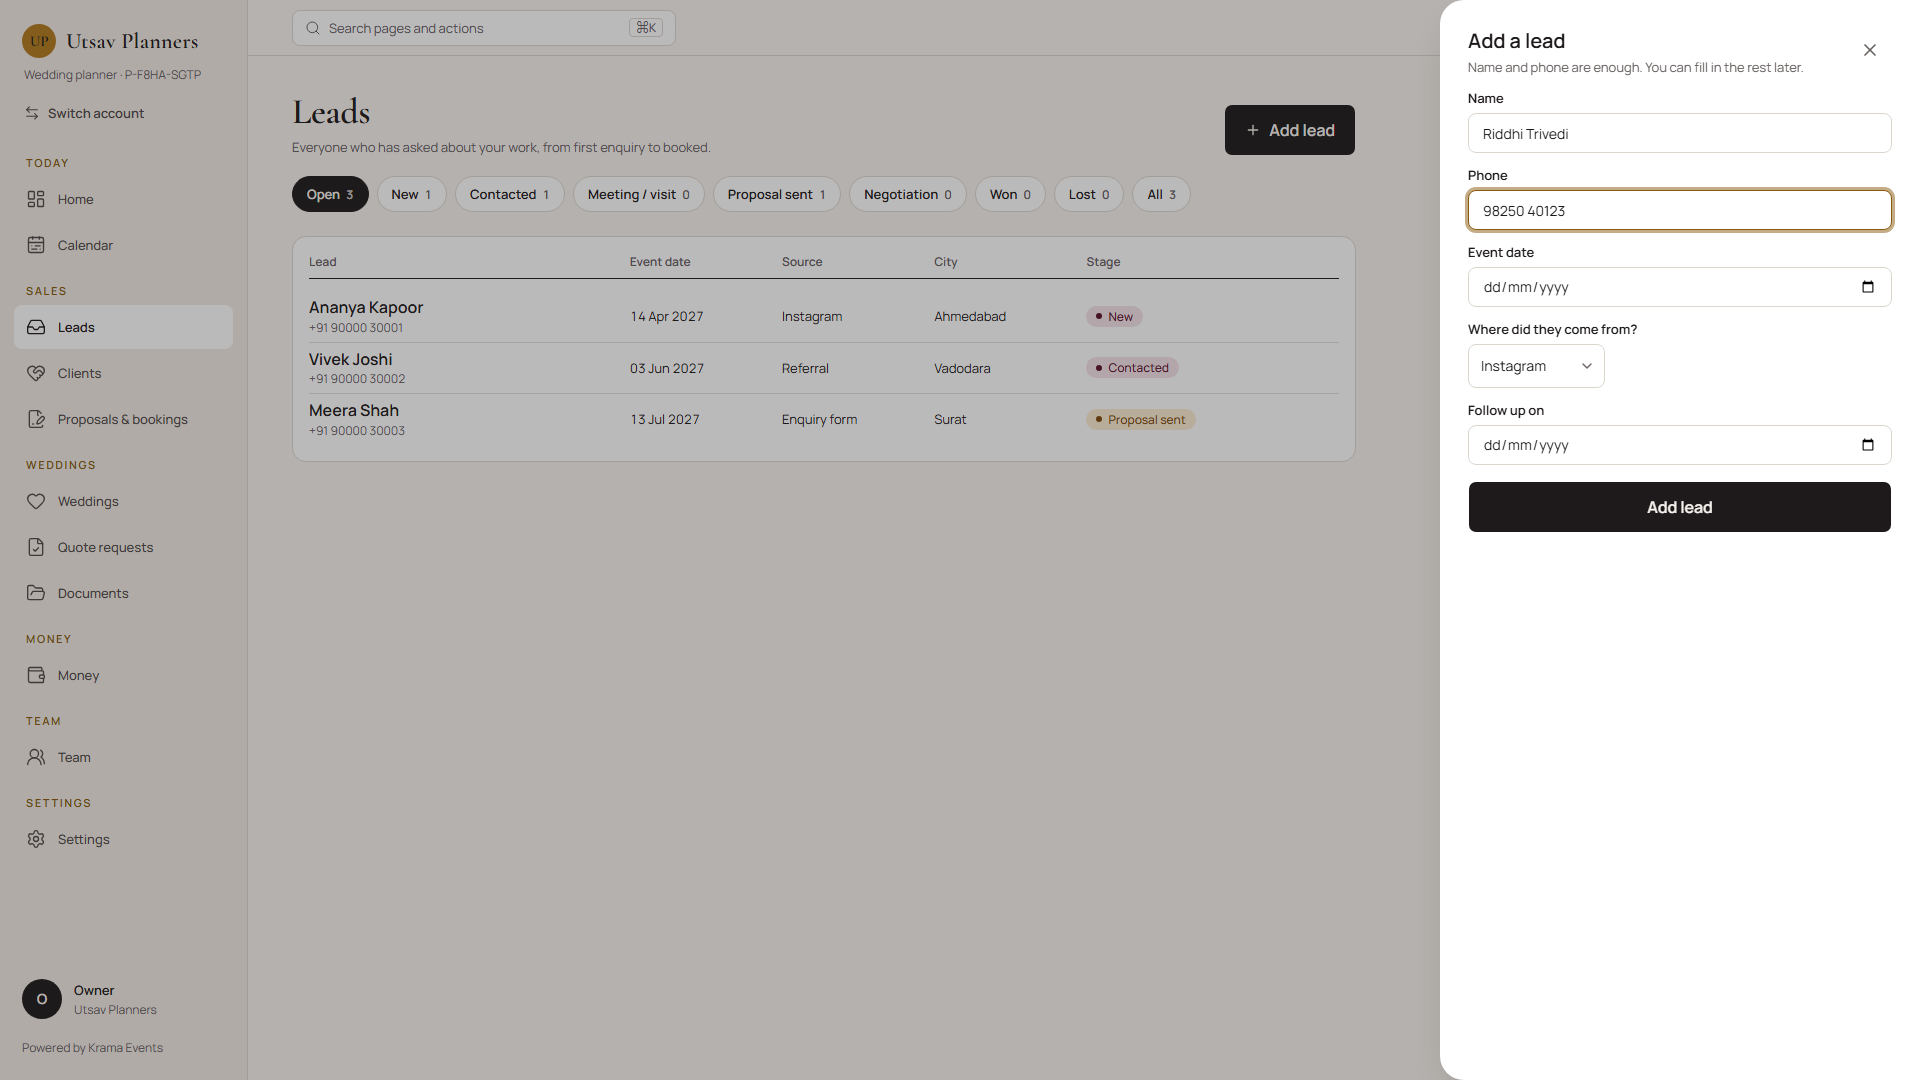 UP Utsav Planners
Wedding planner · P-F8HA-SGTP
Switch account
TODAY
Home
Calendar
SALES
Leads
Clients
Proposals & bookings
WEDDINGS
Weddings
Quote requests
Documents
MONEY
Money
TEAM
Team
SETTINGS
Settings
O Owner
Utsav Planners
Powered by Krama Events
Search pages and actions ⌘K
Leads
Everyone who has asked about your work, from first enquiry to booked.
+ Add lead
Open 3 New 1 Contacted 1 Meeting / visit 0 Proposal sent 1 Negotiation 0 Won 0 Lost 0 All 3
Lead Event date Source City Stage
Ananya Kapoor
+91 90000 30001
14 Apr 2027 Instagram Ahmedabad New
Vivek Joshi
+91 90000 30002
03 Jun 2027 Referral Vadodara Contacted
Meera Shah
+91 90000 30003
13 Jul 2027 Enquiry form Surat Proposal sent
Add a lead
Name and phone are enough. You can fill in the rest later.
Name
Riddhi Trivedi
Phone
98250 40123
Event date
dd/mm/yyyy
Where did they come from?
Instagram
Follow up on
dd/mm/yyyy
Add lead